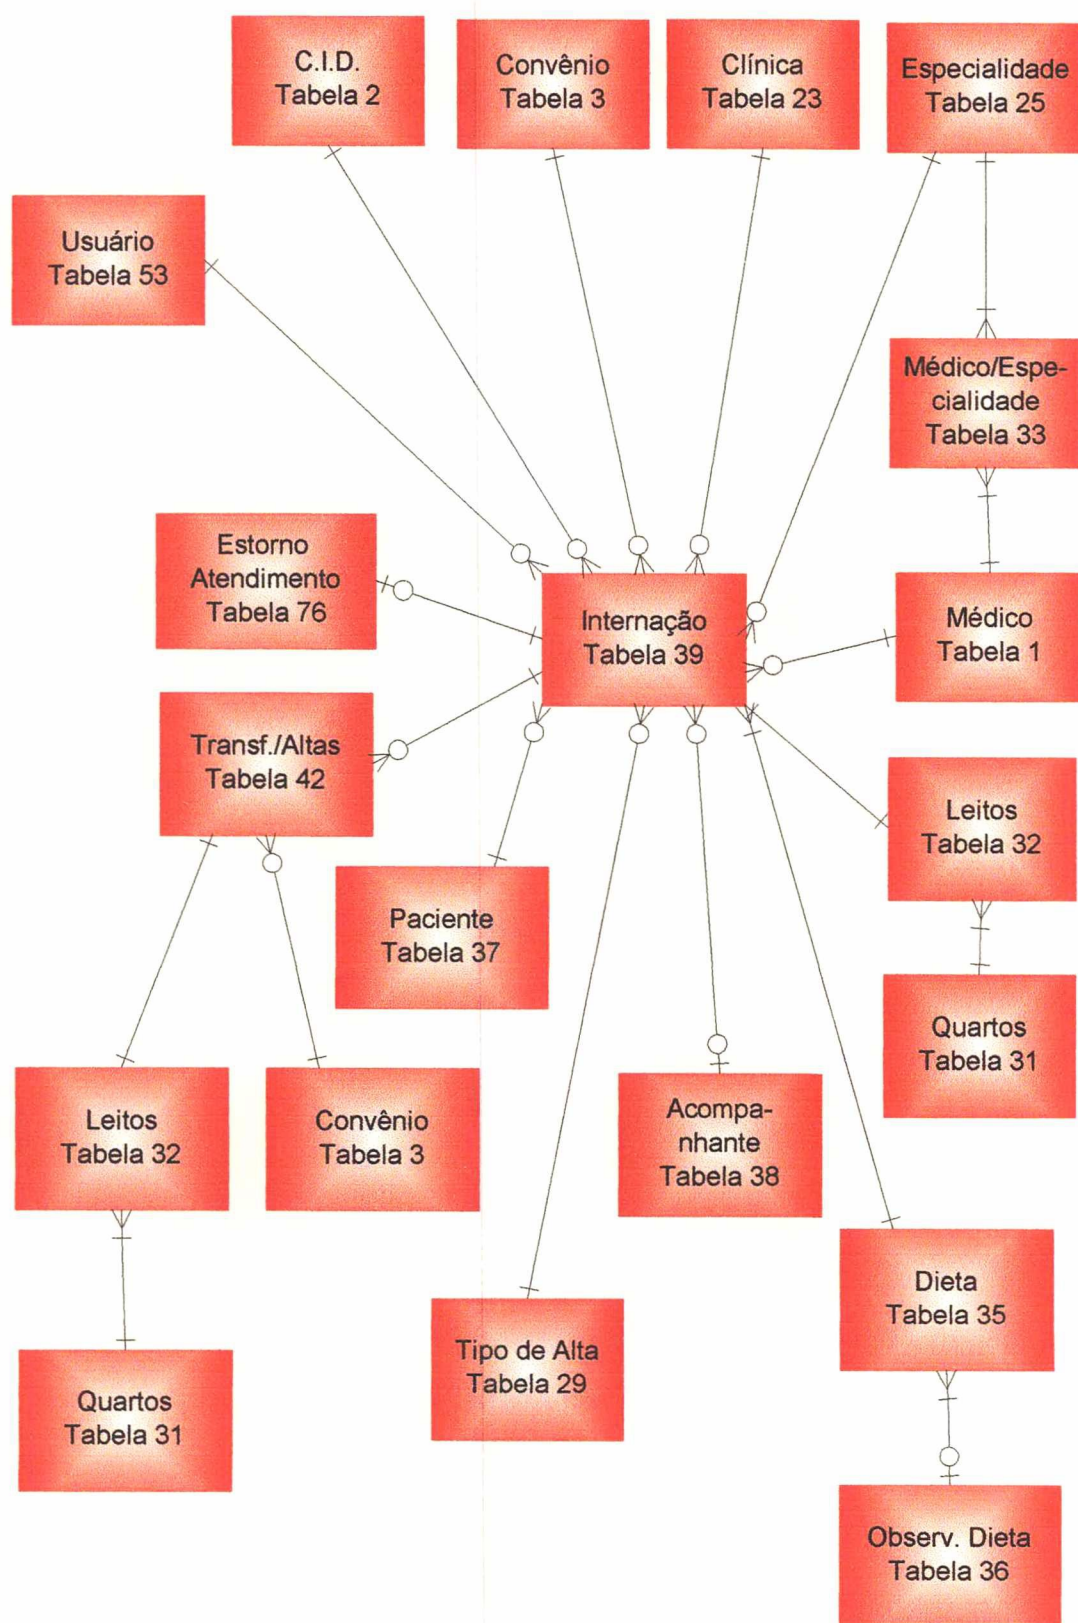 C.I.D.
Tabela 2
Convênio
Tabela 3
Clínica
Tabela 23
Especialidade
Tabela 25
Usuário
Tabela 53
Médico/Espe-
cialidade
Tabela 33
Estorno
Atendimento
Tabela 76
Internação
Tabela 39
Médico
Tabela 1
Transf./Altas
Tabela 42
Leitos
Tabela 32
Paciente
Tabela 37
Quartos
Tabela 31
Leitos
Tabela 32
Convênio
Tabela 3
Acompa-
nhante
Tabela 38
Dieta
Tabela 35
Tipo de Alta
Tabela 29
Quartos
Tabela 31
Observ. Dieta
Tabela 36